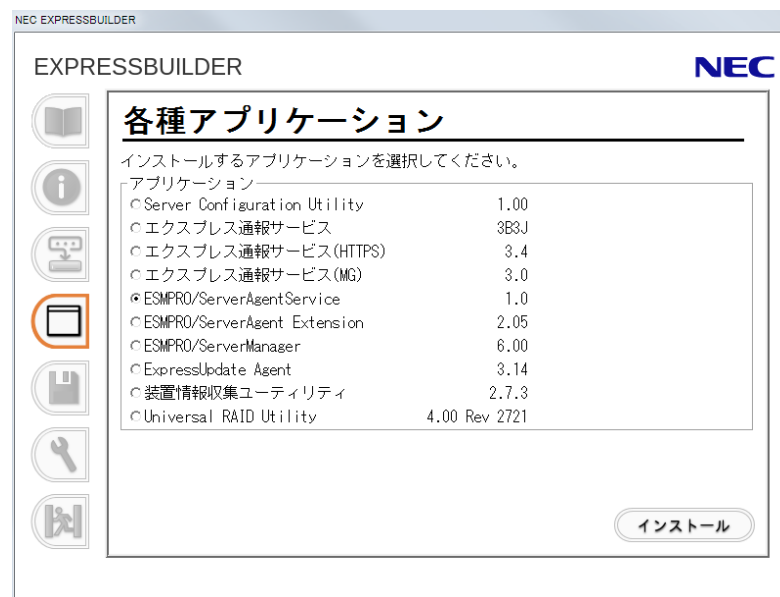 NEC EXPRESSBUILDER
EXPRESSBUILDER
NEC
各種アプリケーション
インストールするアプリケーションを選択してください。
アプリケーション
Server Configuration Utility 1.00
エクスプレス通報サービス 3B3J
エクスプレス通報サービス(HTTPS) 3.4
エクスプレス通報サービス(MG) 3.0
ESMPRO/ServerAgentService 1.0
ESMPRO/ServerAgent Extension 2.05
ESMPRO/ServerManager 6.00
ExpressUpdate Agent 3.14
装置情報収集ユーティリティ 2.7.3
Universal RAID Utility 4.00 Rev 2721
インストール